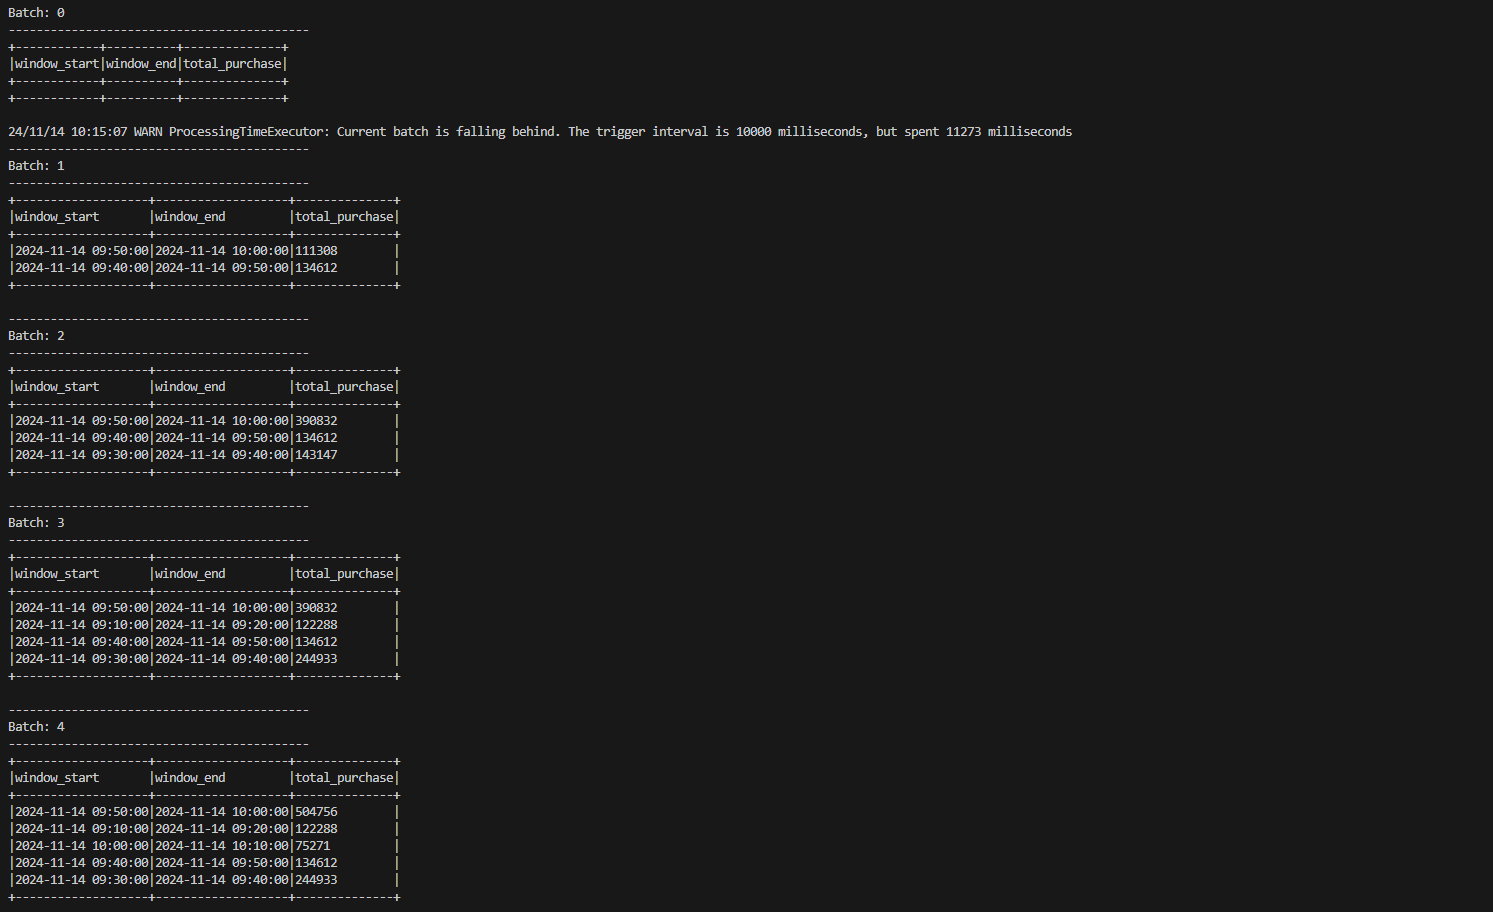 Batch: 0
-------------------------------------------
+------------+----------+--------------+
|window_start|window_end|total_purchase|
+------------+----------+--------------+
+------------+----------+--------------+
24/11/14 10:15:07 WARN ProcessingTimeExecutor: Current batch is falling behind. The trigger interval is 10000 milliseconds, but spent 11273 milliseconds
-------------------------------------------
Batch: 1
-------------------------------------------
+-------------------+-------------------+--------------+
|window_start       |window_end         |total_purchase|
+-------------------+-------------------+--------------+
|2024-11-14 09:50:00|2024-11-14 10:00:00|111308        |
|2024-11-14 09:40:00|2024-11-14 09:50:00|134612        |
+-------------------+-------------------+--------------+
-------------------------------------------
Batch: 2
-------------------------------------------
+-------------------+-------------------+--------------+
|window_start       |window_end         |total_purchase|
+-------------------+-------------------+--------------+
|2024-11-14 09:50:00|2024-11-14 10:00:00|390832        |
|2024-11-14 09:40:00|2024-11-14 09:50:00|134612        |
|2024-11-14 09:30:00|2024-11-14 09:40:00|143147        |
+-------------------+-------------------+--------------+
-------------------------------------------
Batch: 3
-------------------------------------------
+-------------------+-------------------+--------------+
|window_start       |window_end         |total_purchase|
+-------------------+-------------------+--------------+
|2024-11-14 09:50:00|2024-11-14 10:00:00|390832        |
|2024-11-14 09:10:00|2024-11-14 09:20:00|122288        |
|2024-11-14 09:40:00|2024-11-14 09:50:00|134612        |
|2024-11-14 09:30:00|2024-11-14 09:40:00|244933        |
+-------------------+-------------------+--------------+
-------------------------------------------
Batch: 4
-------------------------------------------
+-------------------+-------------------+--------------+
|window_start       |window_end         |total_purchase|
+-------------------+-------------------+--------------+
|2024-11-14 09:50:00|2024-11-14 10:00:00|504756        |
|2024-11-14 09:10:00|2024-11-14 09:20:00|122288        |
|2024-11-14 10:00:00|2024-11-14 10:10:00|75271         |
|2024-11-14 09:40:00|2024-11-14 09:50:00|134612        |
|2024-11-14 09:30:00|2024-11-14 09:40:00|244933        |
+-------------------+-------------------+--------------+